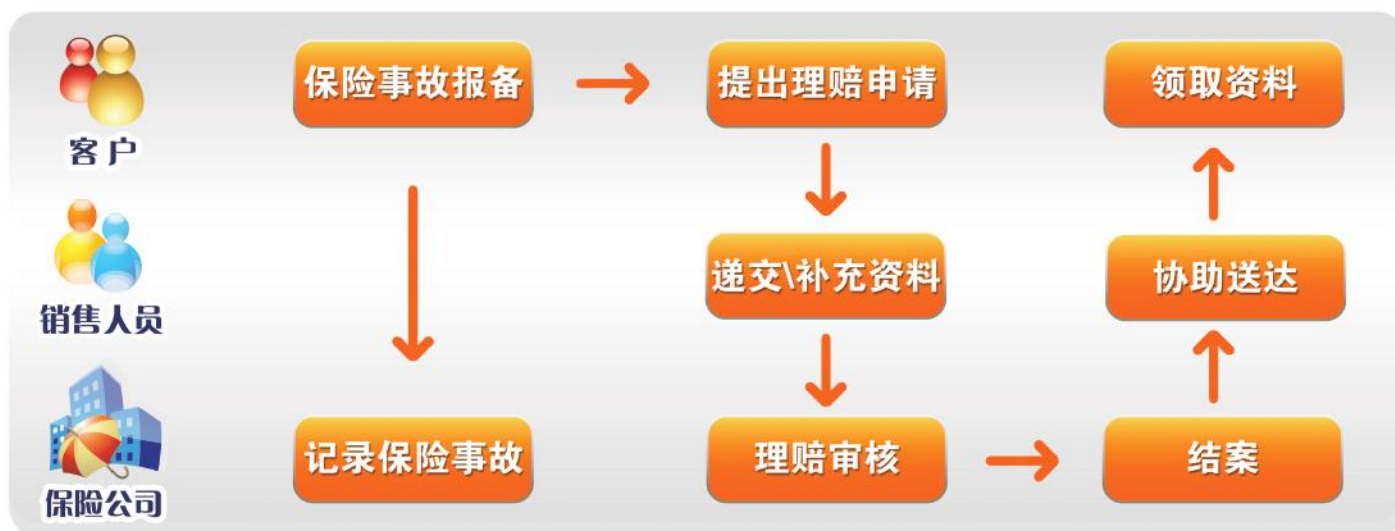 客户
保险事故报备
提出理赔申请
领取资料
销售人员
递交\补充资料
协助送达
保险公司
记录保险事故
理赔审核
结案